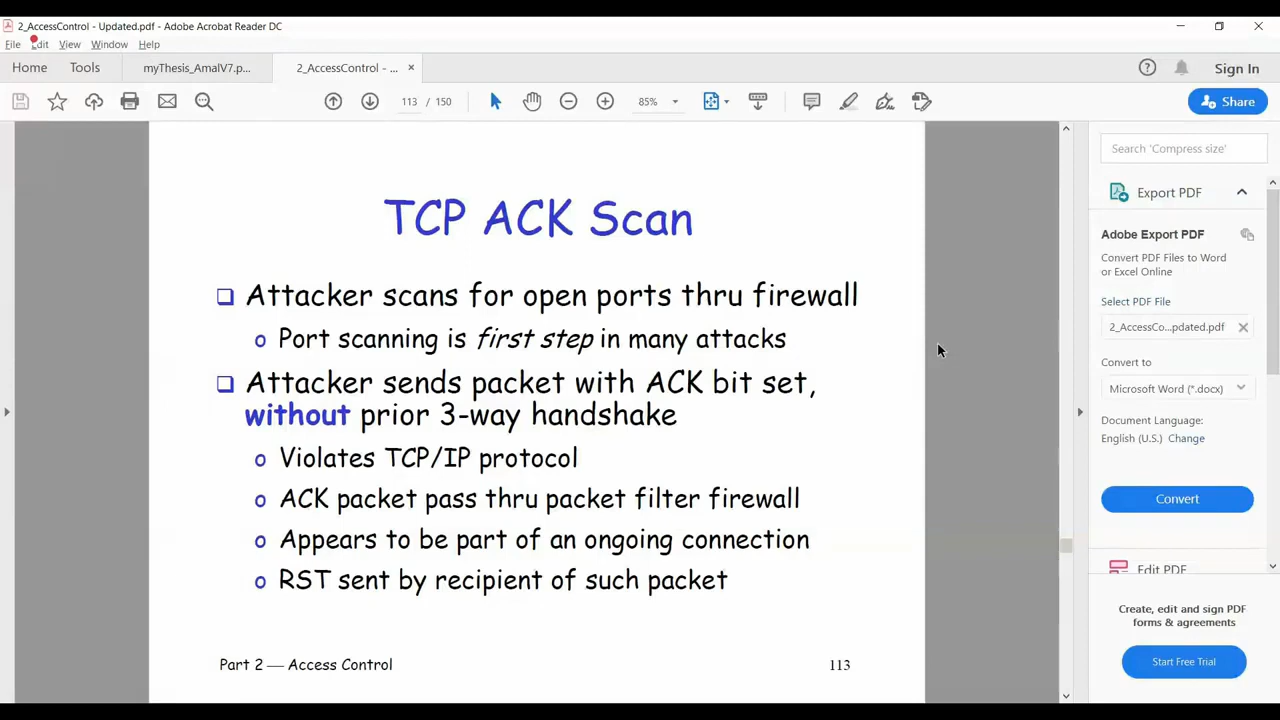 2_AccessControl - Updated.pdf - Adobe Acrobat Reader DC
File Edit View Window Help
Home Tools myThesis_AmalV7.p... 2_AccessControl - ... ×
113 / 150 85%
Sign In
Share
TCP ACK Scan
Attacker scans for open ports thru firewall
Port scanning is first step in many attacks
Attacker sends packet with ACK bit set,
without prior 3-way handshake
Violates TCP/IP protocol
ACK packet pass thru packet filter firewall
Appears to be part of an ongoing connection
RST sent by recipient of such packet
Part 2 — Access Control 113
Search 'Compress size'
Export PDF
Adobe Export PDF
Convert PDF Files to Word
or Excel Online
Select PDF File
2_AccessCo...pdated.pdf
Convert to
Microsoft Word (*.docx)
Document Language:
English (U.S.) Change
Convert
Edit PDF
Create, edit and sign PDF
forms & agreements
Start Free Trial